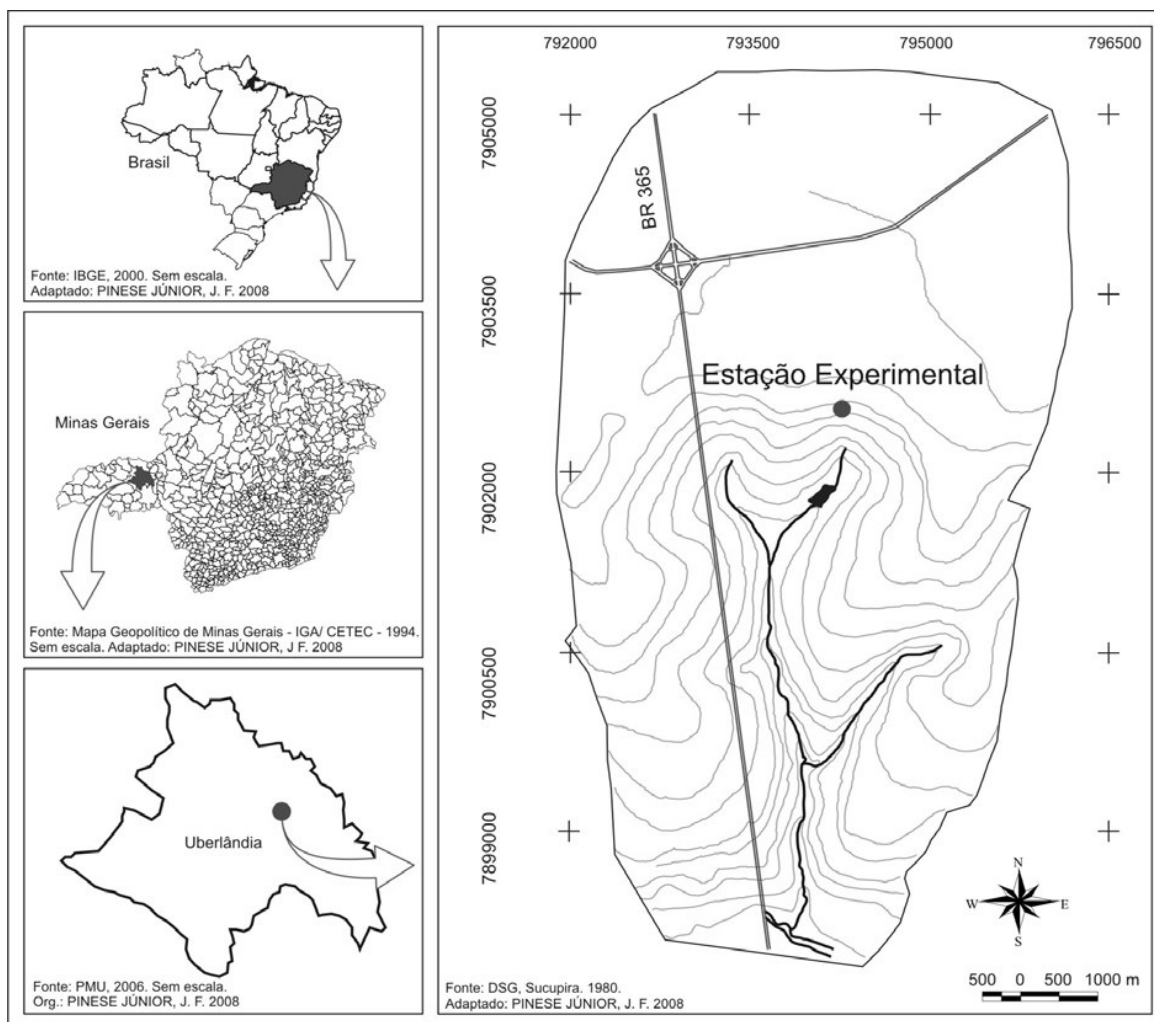 Brasil
Fonte: IBGE, 2000. Sem escala.
Adaptado: PINESE JÚNIOR, J. F. 2008
Minas Gerais
Fonte: Mapa Geopolítico de Minas Gerais - IGA/ CETEC - 1994.
Sem escala. Adaptado: PINESE JÚNIOR, J F. 2008
Uberlândia
Fonte: PMU, 2006. Sem escala.
Org.: PINESE JÚNIOR, J. F. 2008
792000 793500 795000 796500
7905000
BR 365
7903500
Estação Experimental
7902000
7900500
7899000
N
W E
S
Fonte: DSG, Sucupira. 1980.
Adaptado: PINESE JÚNIOR, J. F. 2008
500 0 500 1000 m